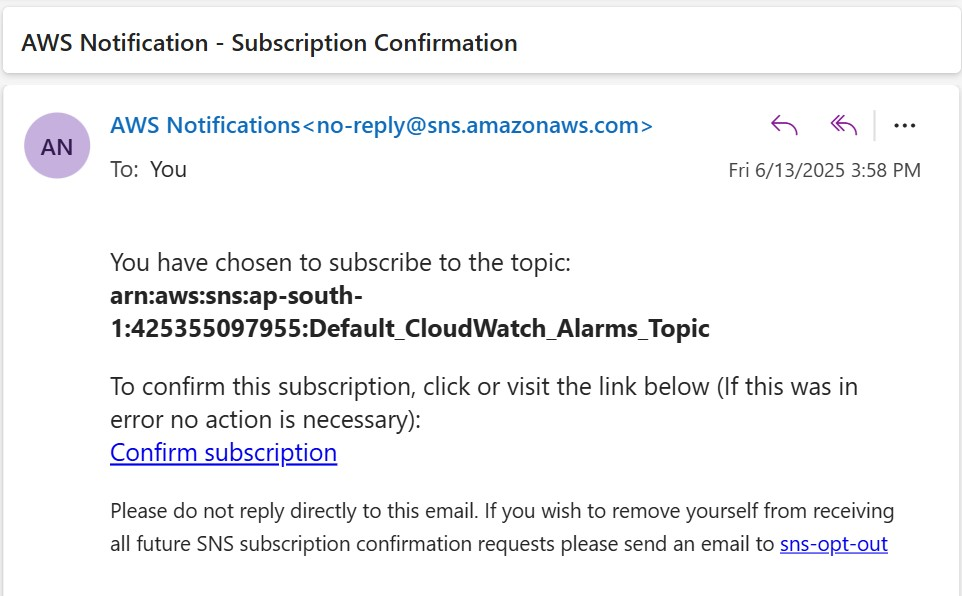 AWS Notification - Subscription Confirmation
AN
AWS Notifications<no-reply@sns.amazonaws.com>
To: You
Fri 6/13/2025 3:58 PM
You have chosen to subscribe to the topic:
arn:aws:sns:ap-south-
1:425355097955:Default_CloudWatch_Alarms_Topic
To confirm this subscription, click or visit the link below (If this was in
error no action is necessary):
Confirm subscription
Please do not reply directly to this email. If you wish to remove yourself from receiving
all future SNS subscription confirmation requests please send an email to sns-opt-out